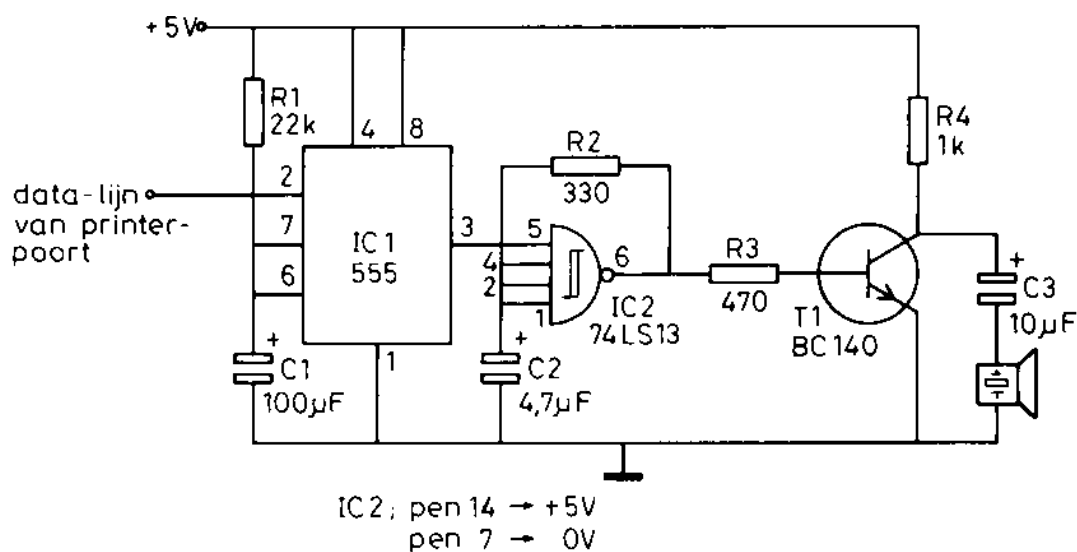 +5V
R1
22k
4
8
R4
1k
R2
330
data-lijn
van printer-
poort
2
7
6
3
IC1
555
5
4
2
1
6
IC2
74LS13
R3
470
T1
BC140
+
C3
10µF
+
C1
100µF
1
+
C2
4,7µF
IC2; pen 14 → +5V
pen 7 → 0V